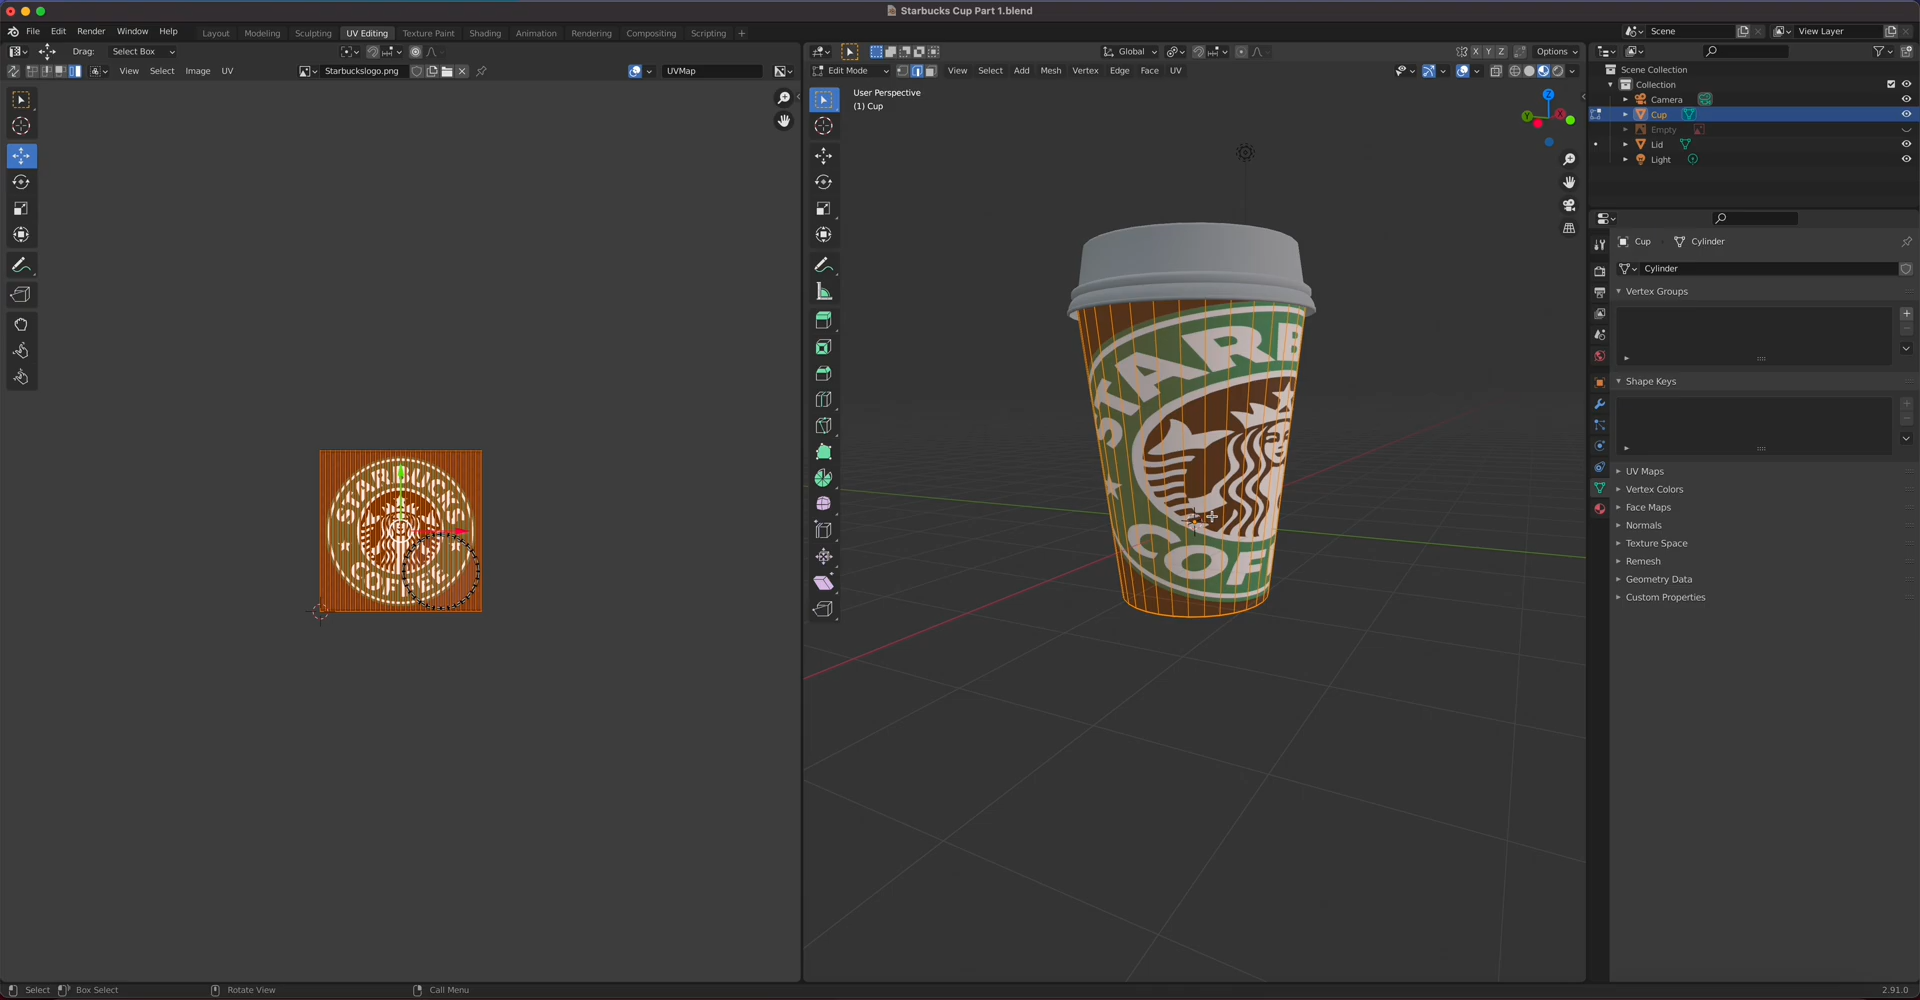 Starbucks Cup Part 1.blend
File Edit Render Window Help
Layout Modeling Sculpting UV Editing Texture Paint Shading Animation Rendering Compositing Scripting +
Scene
View Layer
Drag: Select Box
Global
X Y Z
Options
View Select Image UV
Starbuckslogo.png
UVMap
Edit Mode
View Select Add Mesh Vertex Edge Face UV
User Perspective
(1) Cup
Z
Y
X
Scene Collection
Collection
Camera
Cup
Empty
Lid
Light
Cup
Cylinder
Cylinder
Vertex Groups
Shape Keys
UV Maps
Vertex Colors
Face Maps
Normals
Texture Space
Remesh
Geometry Data
Custom Properties
STARBUCKS
COFFEE
STARB
COF
Select
Box Select
Rotate View
Call Menu
2.91.0